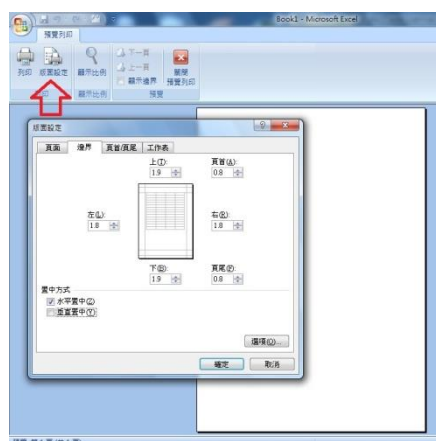 Book1 - Microsoft Excel
預覽列印
列印
版面設定
顯示比例
下一頁
上一頁
顯示邊界
關閉
預覽列印
顯示比例
預覽
版面設定
頁面
邊界
頁首/頁尾
工作表
上(T):
頁首(A):
1.9
0.8
左(L):
右(R):
1.8
1.8
下(B):
頁尾(F):
1.9
0.8
置中方式
水平置中(Z)
垂直置中(V)
選項(O)...
確定
取消